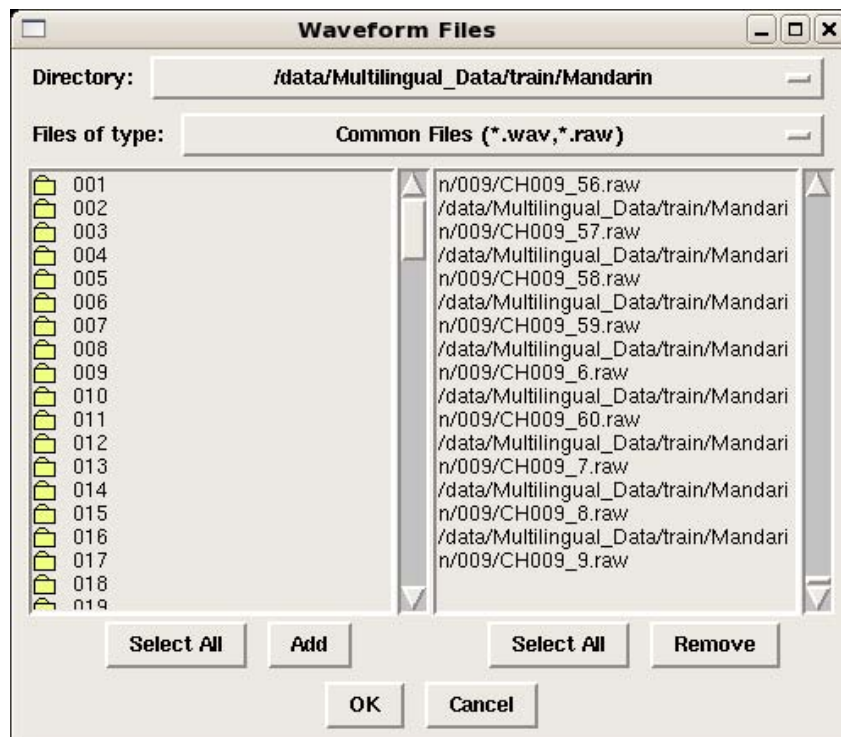 Waveform Files
Directory: /data/Multilingual_Data/train/Mandarin
Files of type: Common Files (*.wav,*.raw)
001
002
003
004
005
006
007
008
009
010
011
012
013
014
015
016
017
018
019
n/009/CH009_56.raw
/data/Multilingual_Data/train/Mandari
n/009/CH009_57.raw
/data/Multilingual_Data/train/Mandari
n/009/CH009_58.raw
/data/Multilingual_Data/train/Mandari
n/009/CH009_59.raw
/data/Multilingual_Data/train/Mandari
n/009/CH009_6.raw
/data/Multilingual_Data/train/Mandari
n/009/CH009_60.raw
/data/Multilingual_Data/train/Mandari
n/009/CH009_7.raw
/data/Multilingual_Data/train/Mandari
n/009/CH009_8.raw
/data/Multilingual_Data/train/Mandari
n/009/CH009_9.raw
Select All Add Select All Remove
OK Cancel